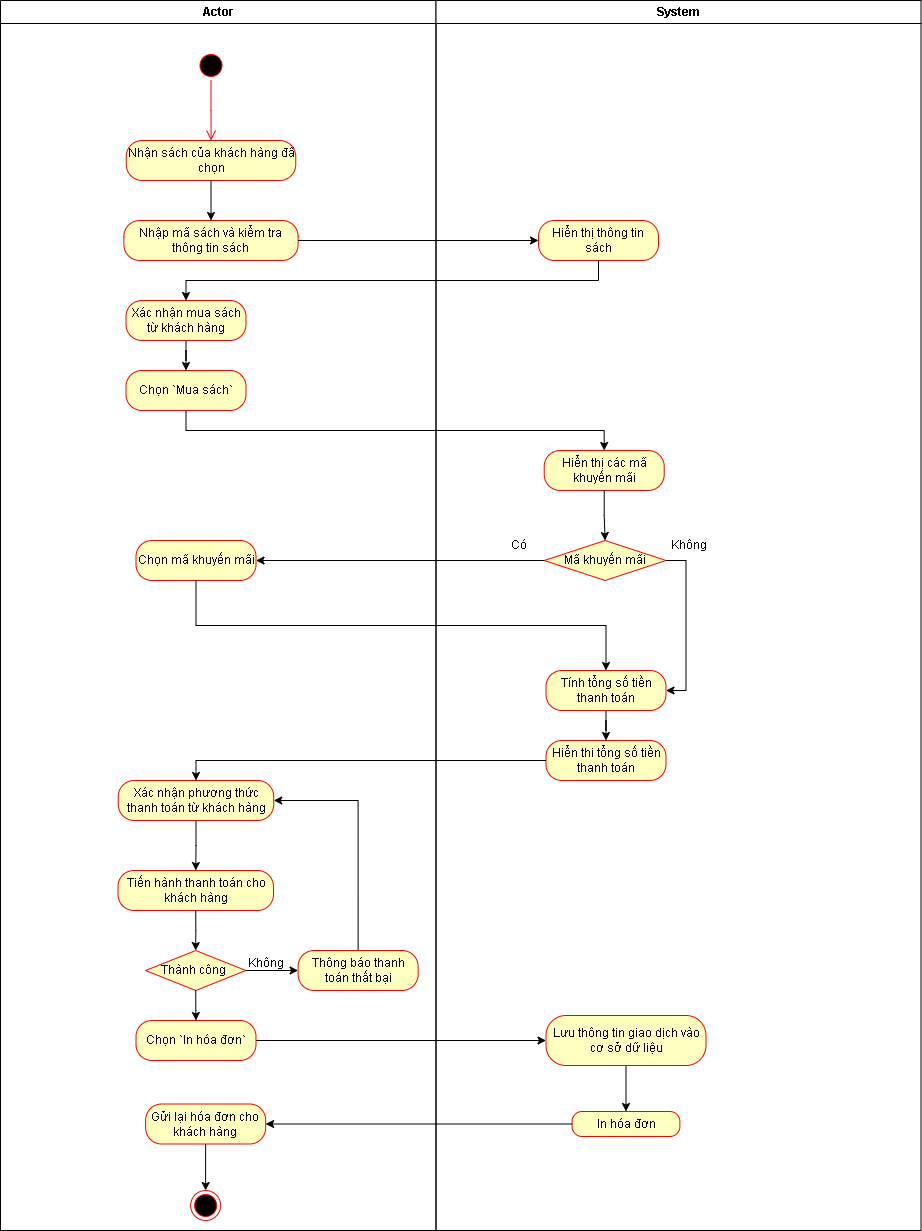 Actor
System
Nhận sách của khách hàng đã
chọn
Nhập mã sách và kiểm tra
thông tin sách
Hiển thị thông tin
sách
Xác nhận mua sách
từ khách hàng
Chọn `Mua sách`
Hiển thị các mã
khuyến mãi
Có
Không
Chọn mã khuyến mãi
Mã khuyến mãi
Tính tổng số tiền
thanh toán
Hiển thi tổng số tiền
thanh toán
Xác nhận phương thức
thanh toán từ khách hàng
Tiến hành thanh toán cho
khách hàng
Thành công
Không
Thông báo thanh
toán thất bại
Chọn `In hóa đơn`
Lưu thông tin giao dịch vào
cơ sở dữ liệu
Gửi lại hóa đơn cho
khách hàng
In hóa đơn